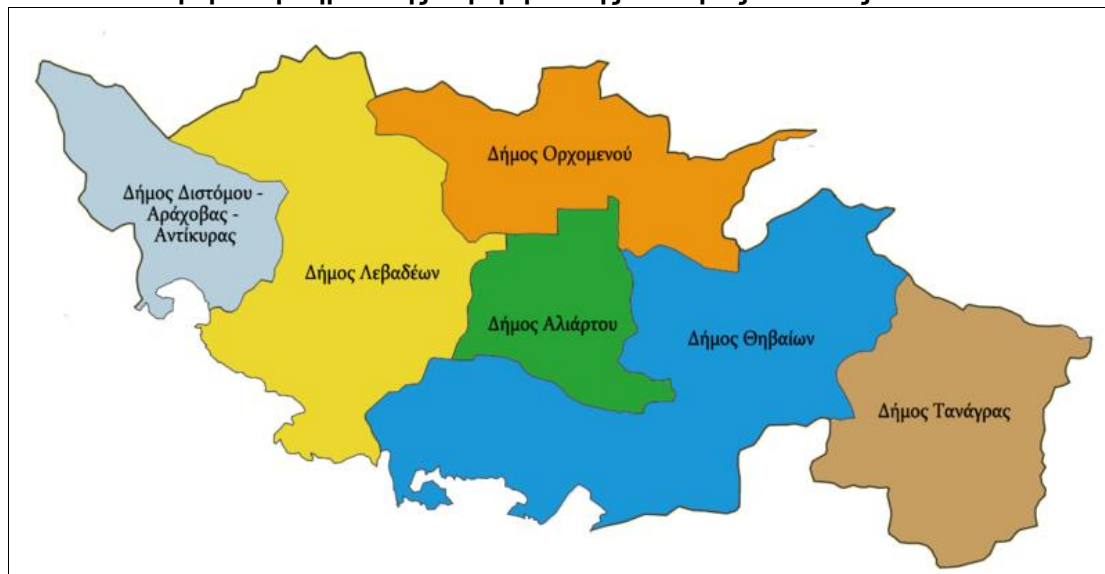 Δήμος Ορχομενού
Δήμος Διστόμου -
Αράχοβας -
Αντίκυρας
Δήμος Λεβαδέων
Δήμος Αλιάρτου
Δήμος Θηβαίων
Δήμος Τανάγρας